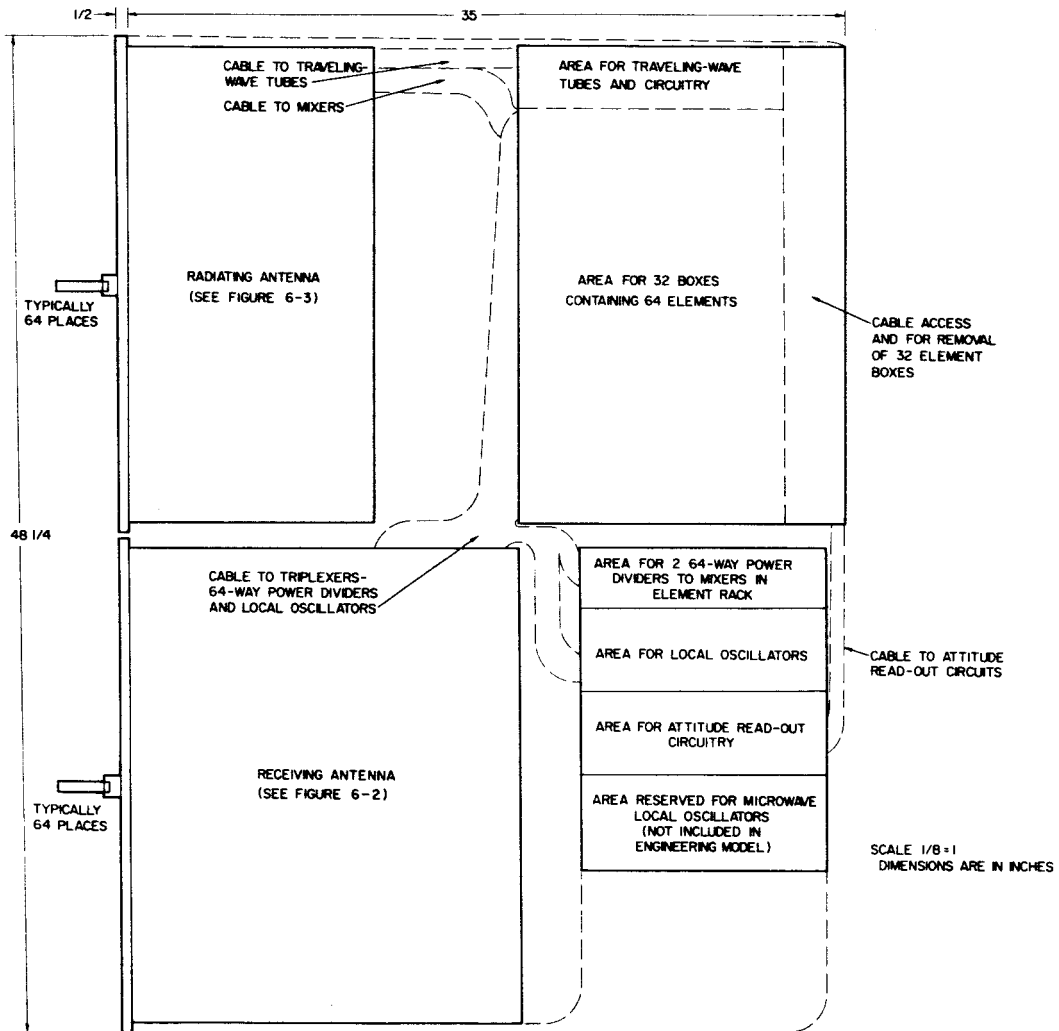 1/2
35
CABLE TO TRAVELING-
WAVE TUBES
CABLE TO MIXERS
AREA FOR TRAVELING-WAVE
TUBES AND CIRCUITRY
RADIATING ANTENNA
(SEE FIGURE 6-3)
AREA FOR 32 BOXES
CONTAINING 64 ELEMENTS
TYPICALLY
64 PLACES
CABLE ACCESS
AND FOR REMOVAL
OF 32 ELEMENT
BOXES
48 1/4
CABLE TO TRIPLEXERS-
64-WAY POWER DIVIDERS
AND LOCAL OSCILLATORS
AREA FOR 2 64-WAY POWER
DIVIDERS TO MIXERS IN
ELEMENT RACK
AREA FOR LOCAL OSCILLATORS
CABLE TO ATTITUDE
READ-OUT CIRCUITS
AREA FOR ATTITUDE READ-OUT
CIRCUITRY
RECEIVING ANTENNA
(SEE FIGURE 6-2)
TYPICALLY
64 PLACES
AREA RESERVED FOR MICROWAVE
LOCAL OSCILLATORS
(NOT INCLUDED IN
ENGINEERING MODEL)
SCALE 1/8=1
DIMENSIONS ARE IN INCHES